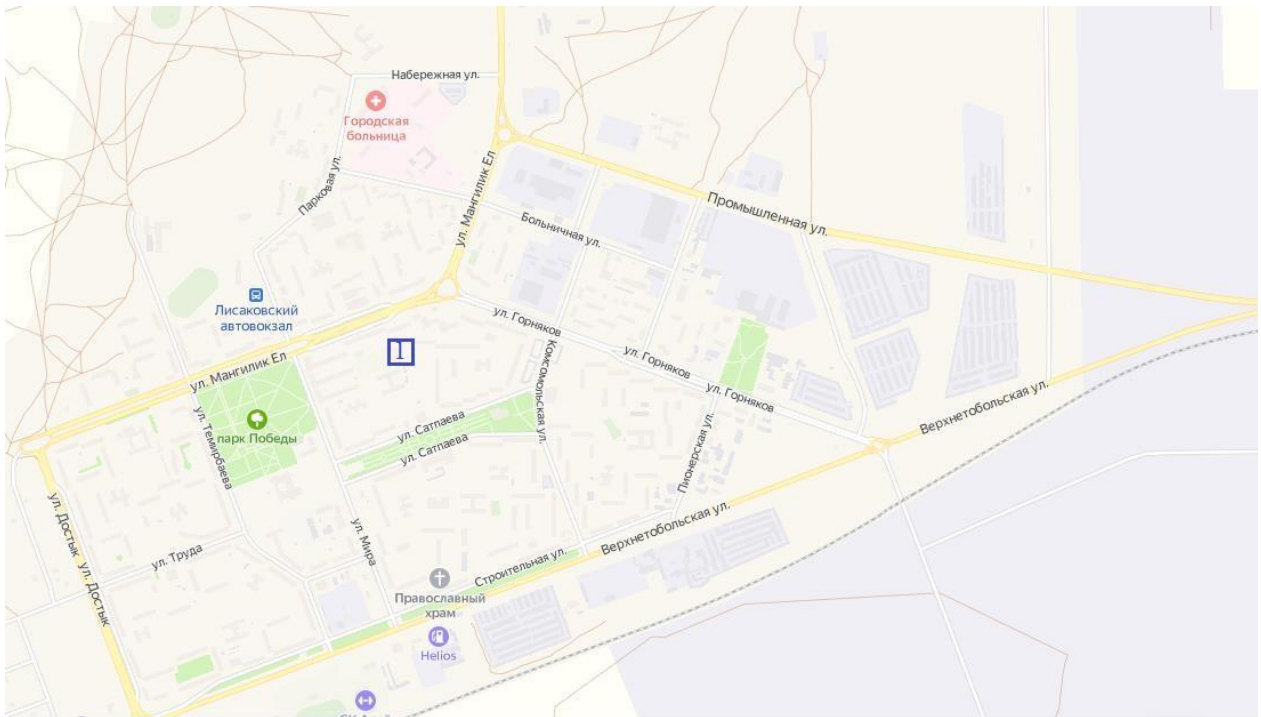 Набережная ул.
Городская
больница
Парковая ул.
ул. Мангилик Ел
Больничная ул.
Промышленная ул.
Лисаковский
автовокзал
ул. Горняков
1
ул. Мангилик Ел
Комсомольская ул.
ул. Горняков
ул. Горняков
Верхнетобольская ул.
парк Победы
ул. Темирбаева
ул. Сатпаева
ул. Сатпаева
Пионерская ул.
ул. Достык
ул. Достык
ул. Труда
ул. Мира
Верхнетобольская ул.
Строительная ул.
Православный
храм
Helios